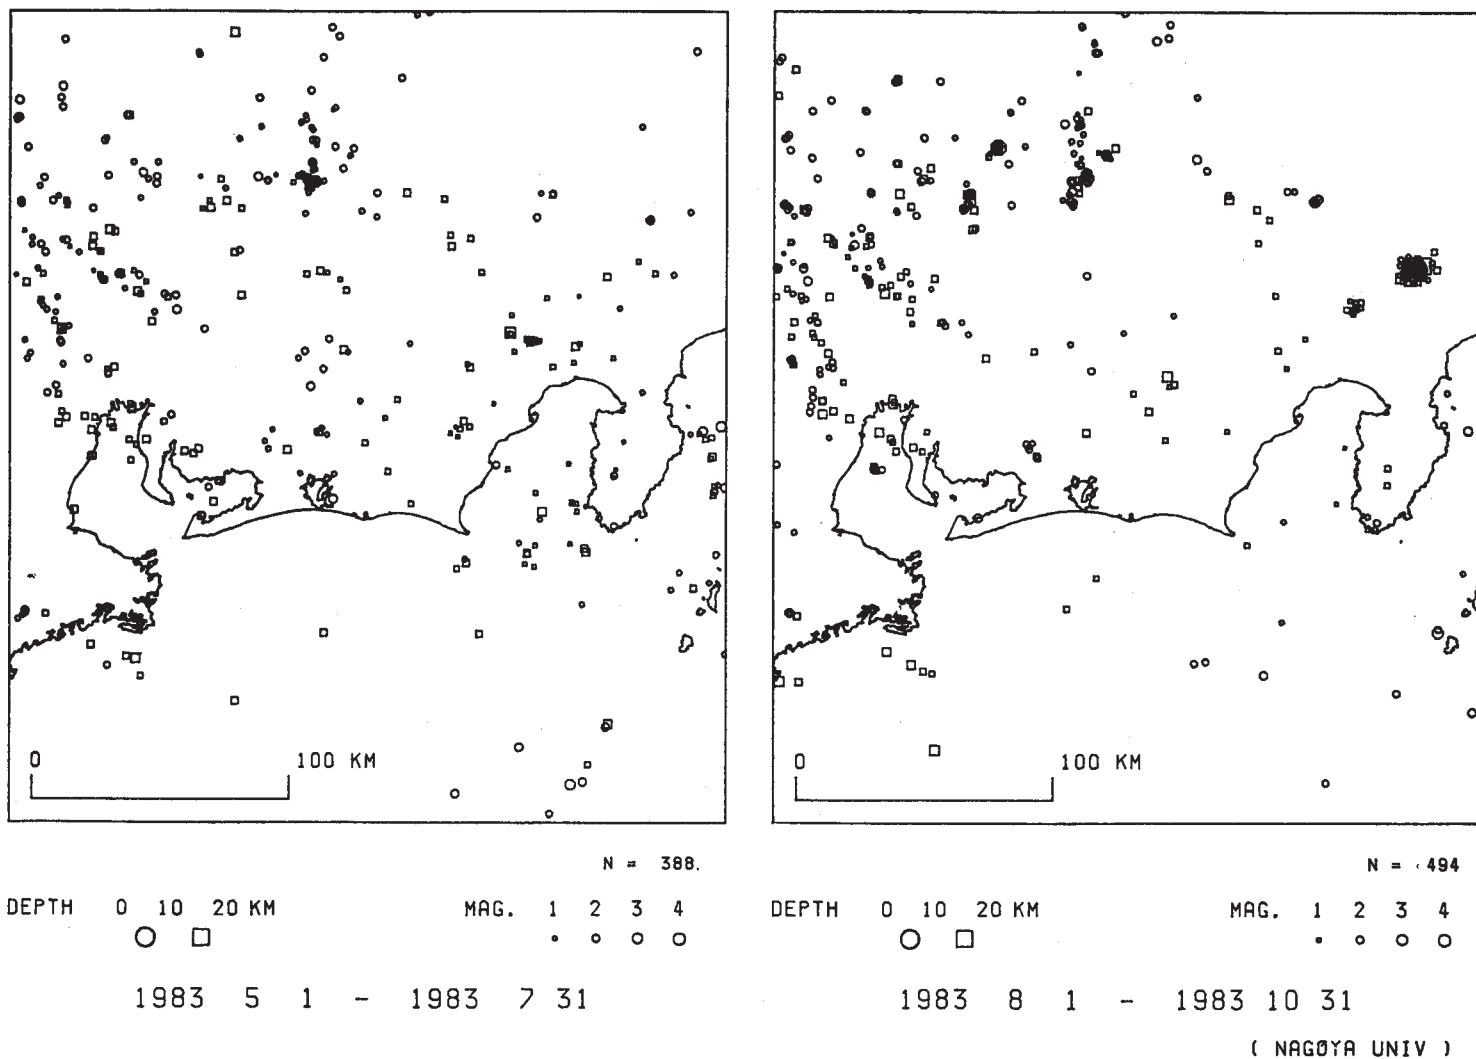 0 100 KM
0 100 KM
N = 388.
N = 494
DEPTH 0 10 20 KM MAG. 1 2 3 4
DEPTH 0 10 20 KM MAG. 1 2 3 4
1983 5 1 - 1983 7 31
1983 8 1 - 1983 10 31
( NAGOYA UNIV )